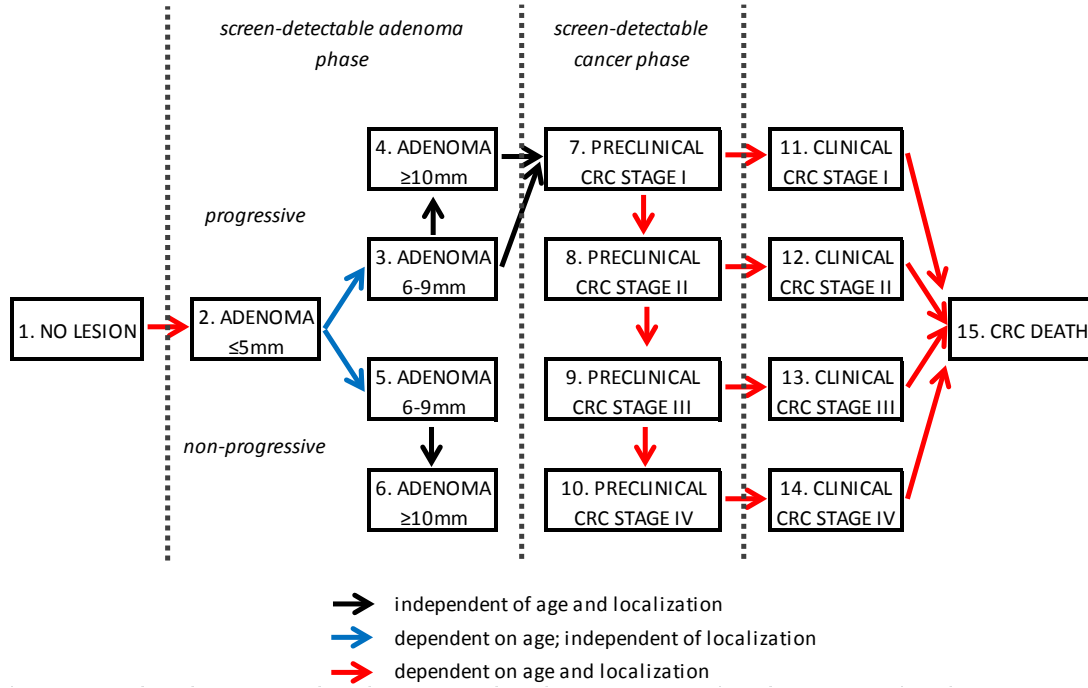 screen-detectable adenoma
phase
screen-detectable
cancer phase
4. ADENOMA
≥10mm
7. PRECLINICAL
CRC STAGE I
11. CLINICAL
CRC STAGE I
progressive
3. ADENOMA
6-9mm
8. PRECLINICAL
CRC STAGE II
12. CLINICAL
CRC STAGE II
1. NO LESION
2. ADENOMA
≤5mm
15. CRC DEATH
5. ADENOMA
6-9mm
9. PRECLINICAL
CRC STAGE III
13. CLINICAL
CRC STAGE III
non-progressive
6. ADENOMA
≥10mm
10. PRECLINICAL
CRC STAGE IV
14. CLINICAL
CRC STAGE IV
independent of age and localization
dependent on age; independent of localization
dependent on age and localization